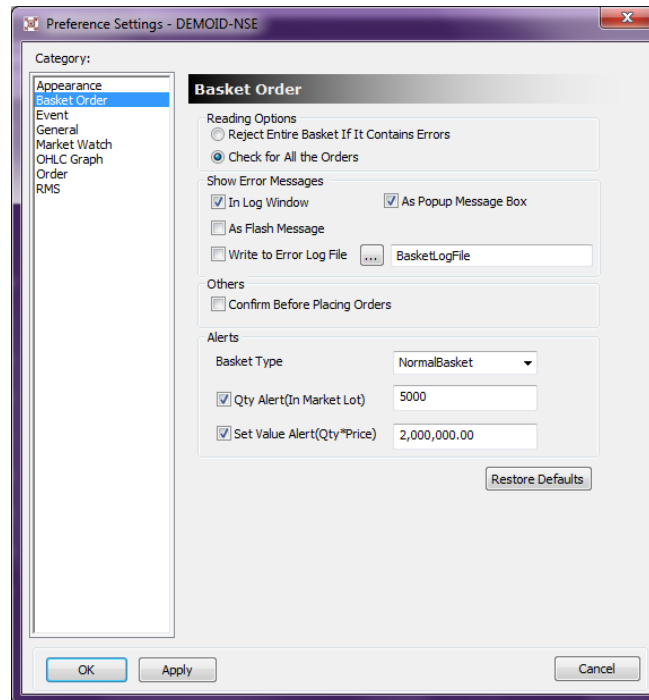 Preference Settings - DEMOID-NSE
x
Category:
Appearance
Basket Order
Event
General
Market Watch
OHLC Graph
Order
RMS
Basket Order
Reading Options
Reject Entire Basket If It Contains Errors
Check for All the Orders
Show Error Messages
In Log Window As Popup Message Box
As Flash Message
Write to Error Log File ... BasketLogFile
Others
Confirm Before Placing Orders
Alerts
Basket Type NormalBasket
Qty Alert(In Market Lot) 5000
Set Value Alert(Qty*Price) 2,000,000.00
Restore Defaults
OK Apply Cancel